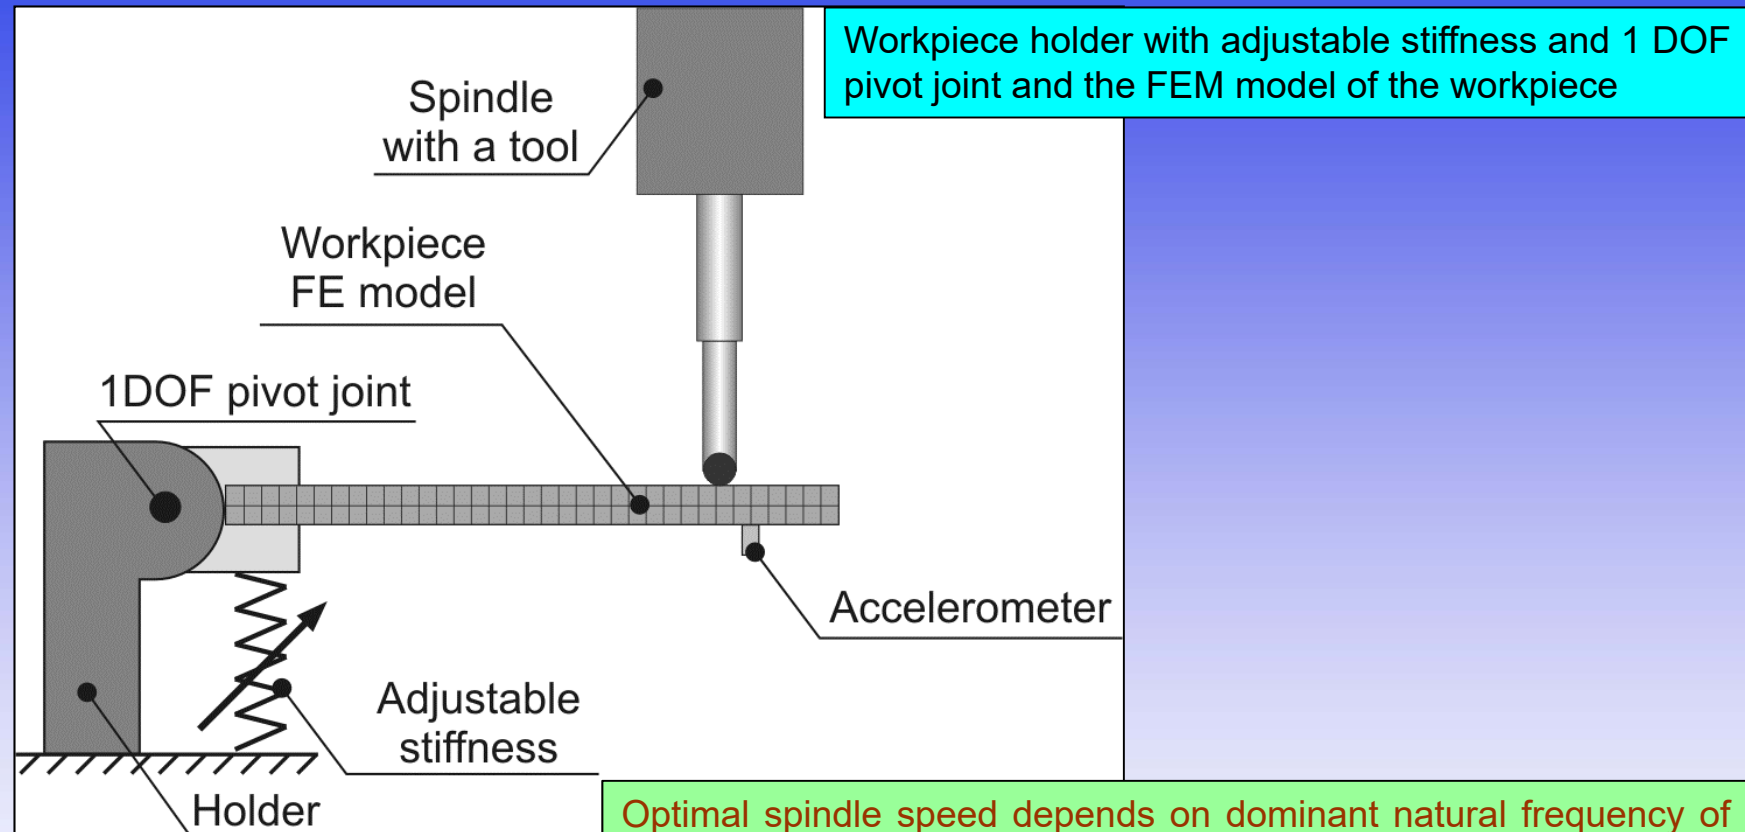 Workpiece holder with adjustable stiffness and 1 DOF
pivot joint and the FEM model of the workpiece
Spindle
with a tool
Workpiece
FE model
1DOF pivot joint
Accelerometer
Adjustable
stiffness
Holder
Optimal spindle speed depends on dominant natural frequency of